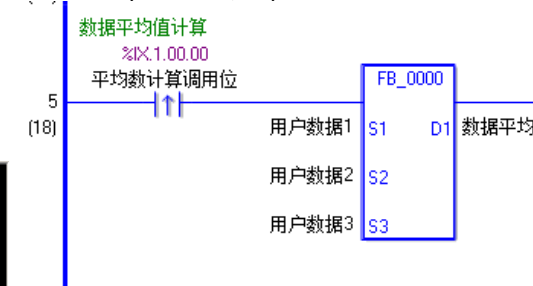 数据平均值计算
%IX.1.00.00
平均数计算调用位
FB_0000
5
(18)
用户数据1 S1 D1 数据平均
用户数据2 S2
用户数据3 S3